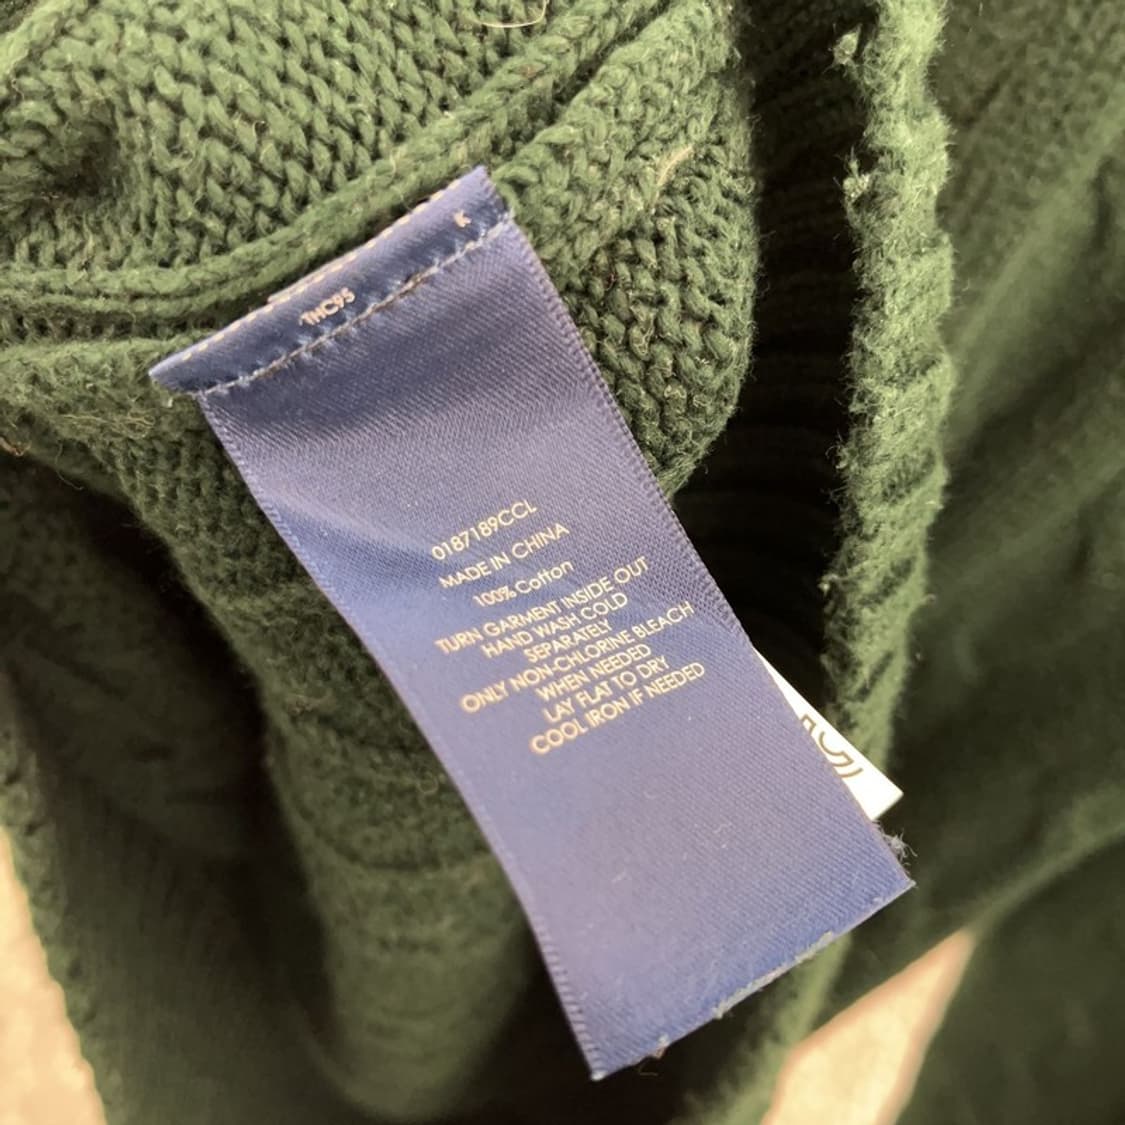 K
THC95
0187189CCL
MADE IN CHINA
100% Cotton
TURN GARMENT INSIDE OUT
HAND WASH COLD
SEPARATELY
ONLY NON-CHLORINE BLEACH
WHEN NEEDED
LAY FLAT TO DRY
COOL IRON IF NEEDED